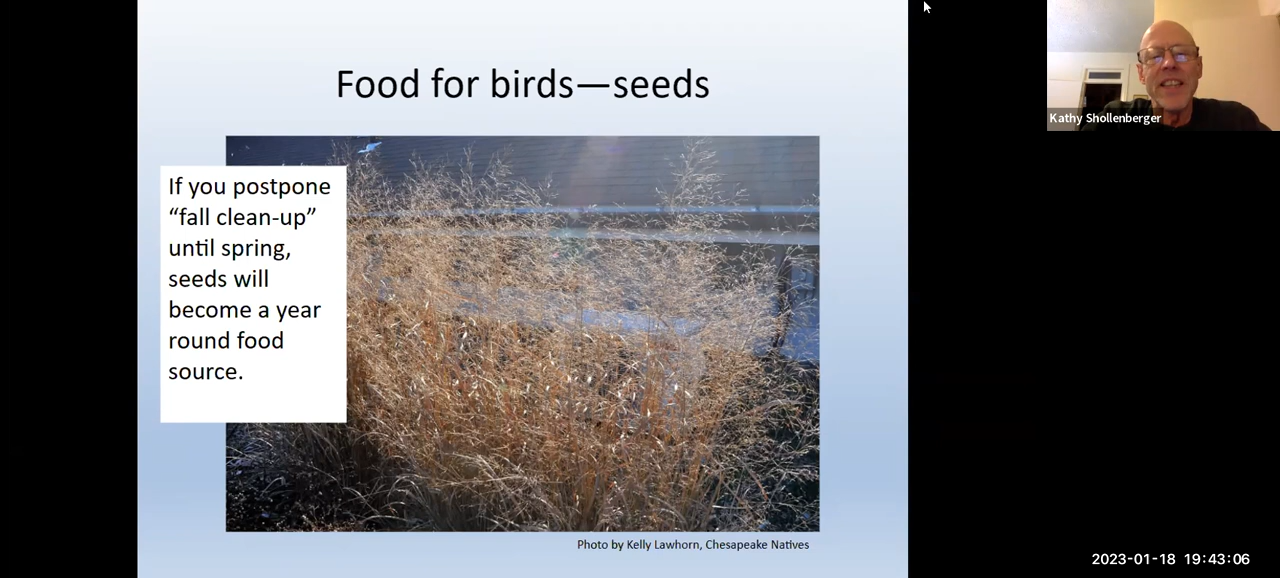 Food for birds—seeds
If you postpone
“fall clean-up”
until spring,
seeds will
become a year
round food
source.
Photo by Kelly Lawhorn, Chesapeake Natives
Kathy Shollenberger
2023-01-18 19:43:06